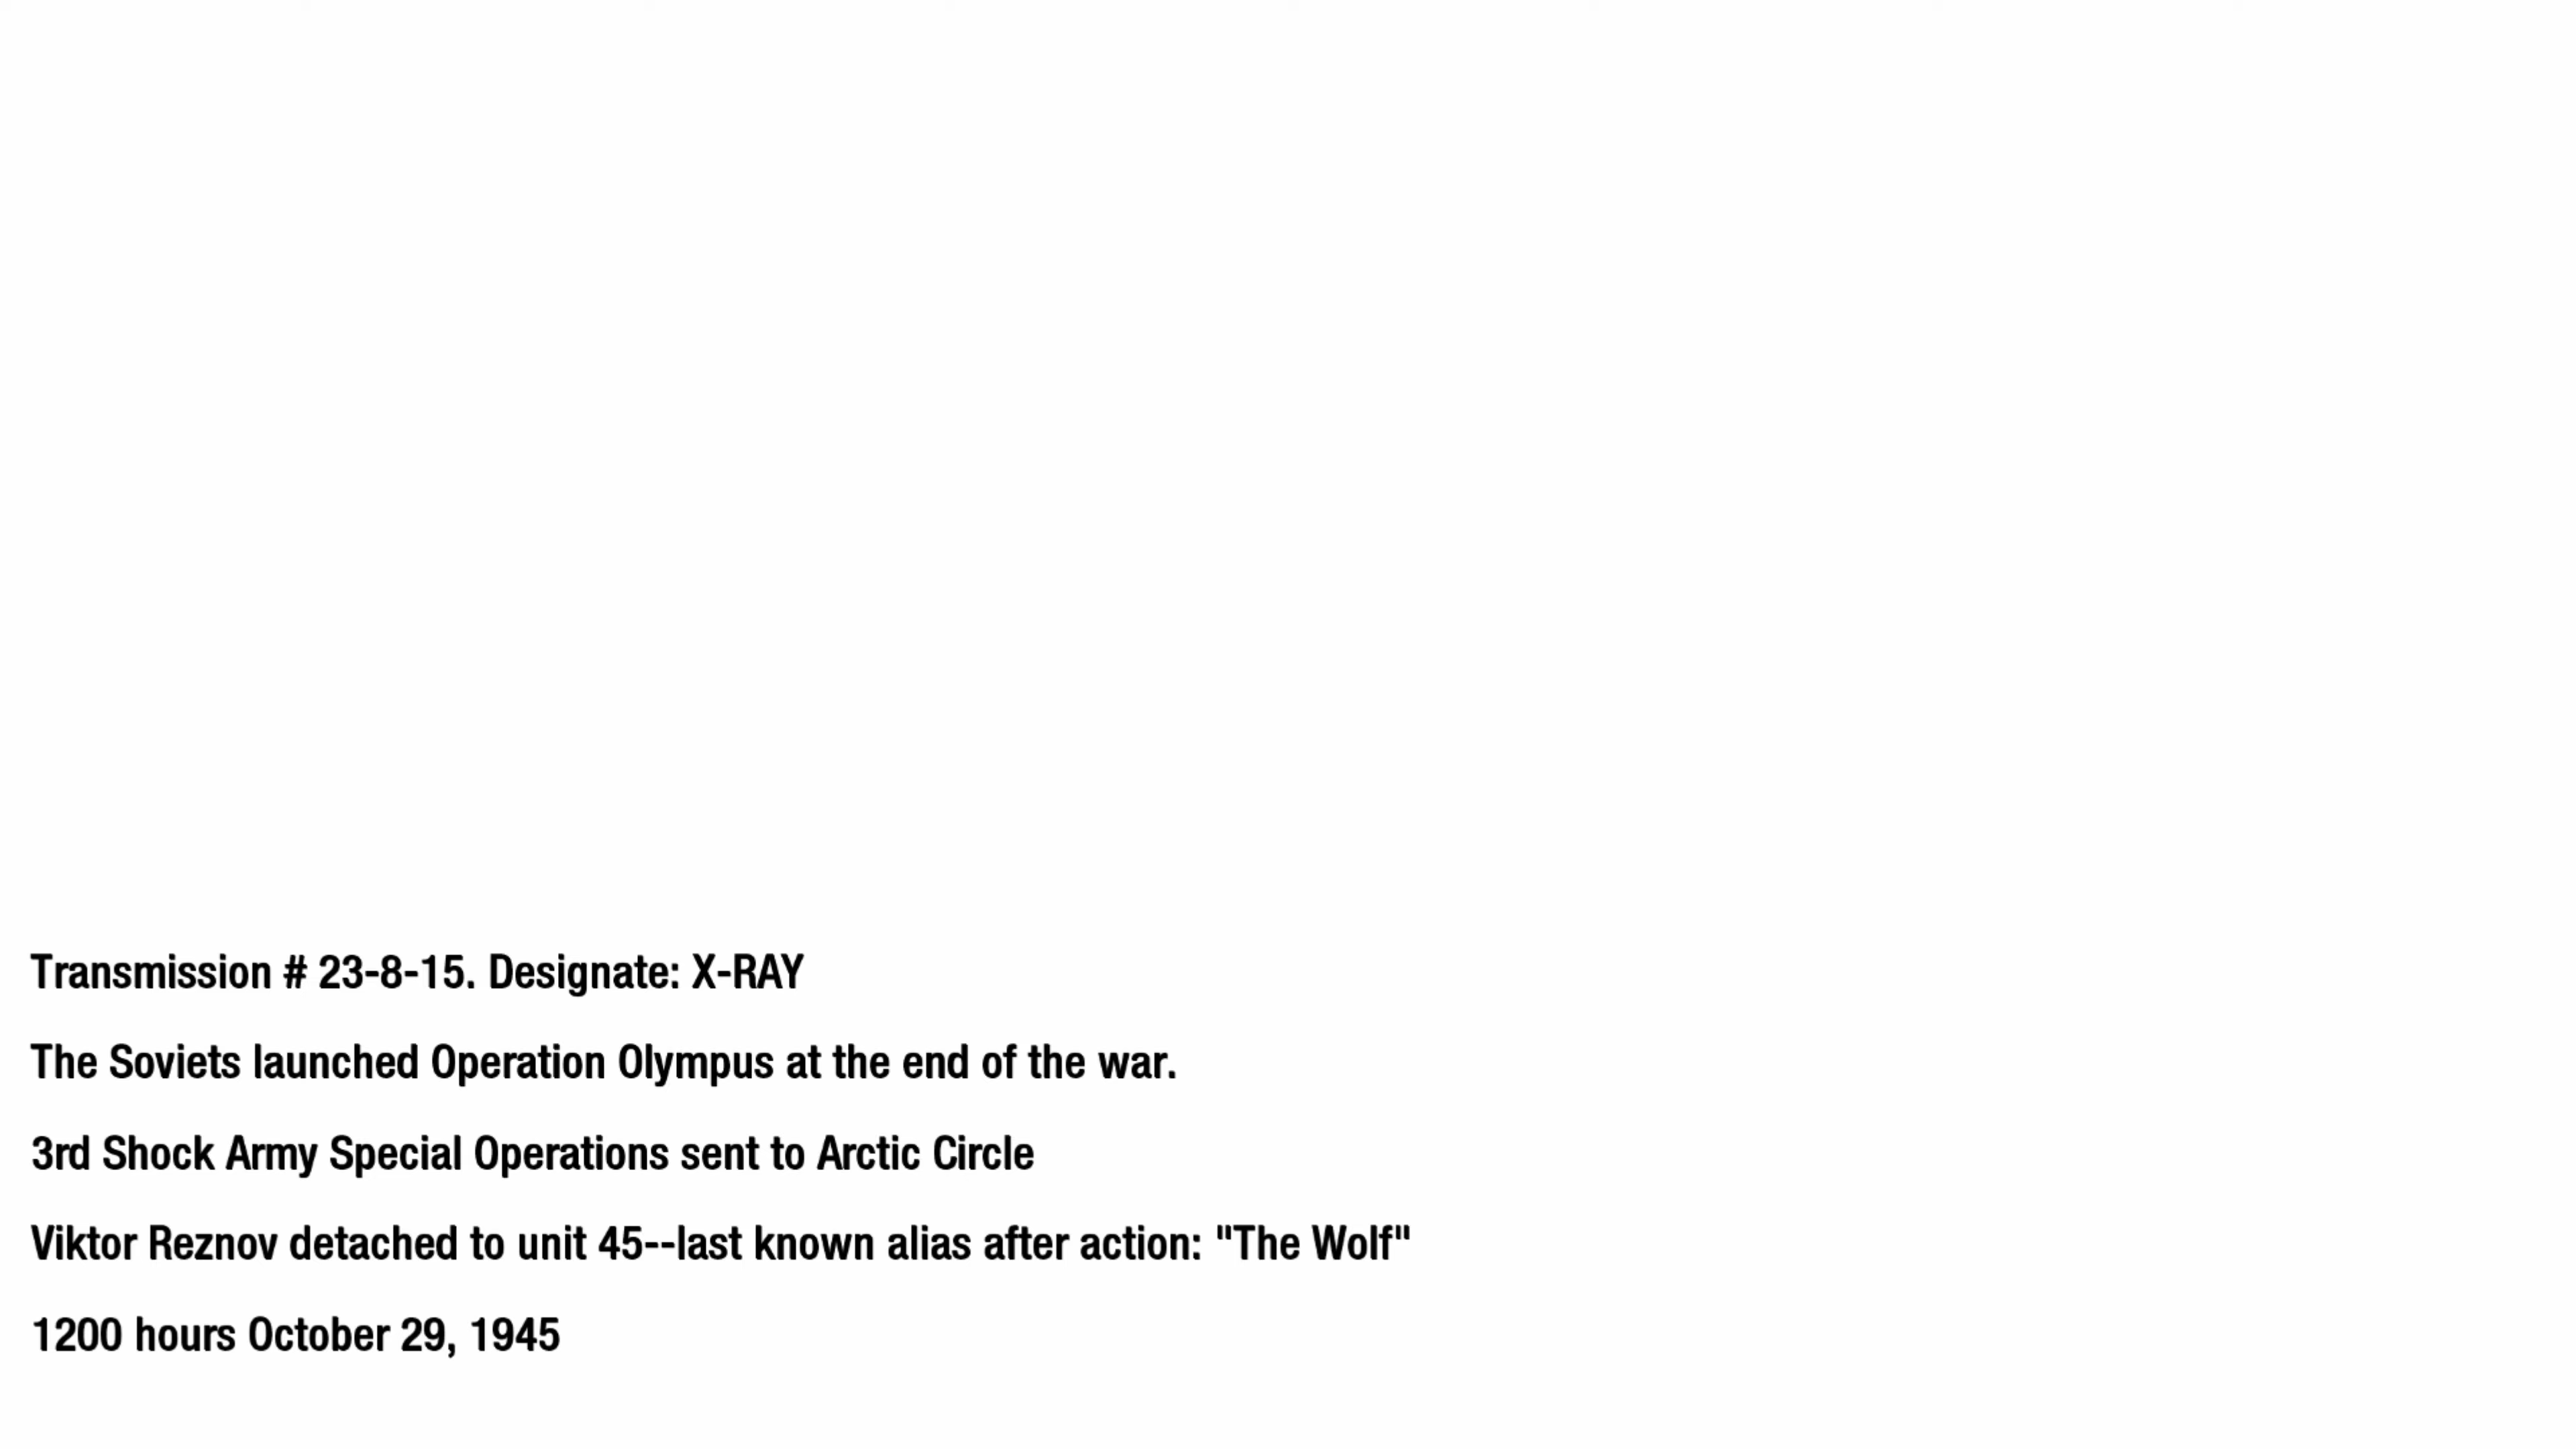 Transmission # 23-8-15. Designate: X-RAY
The Soviets launched Operation Olympus at the end of the war.
3rd Shock Army Special Operations sent to Arctic Circle
Viktor Reznov detached to unit 45--last known alias after action: "The Wolf"
1200 hours October 29, 1945